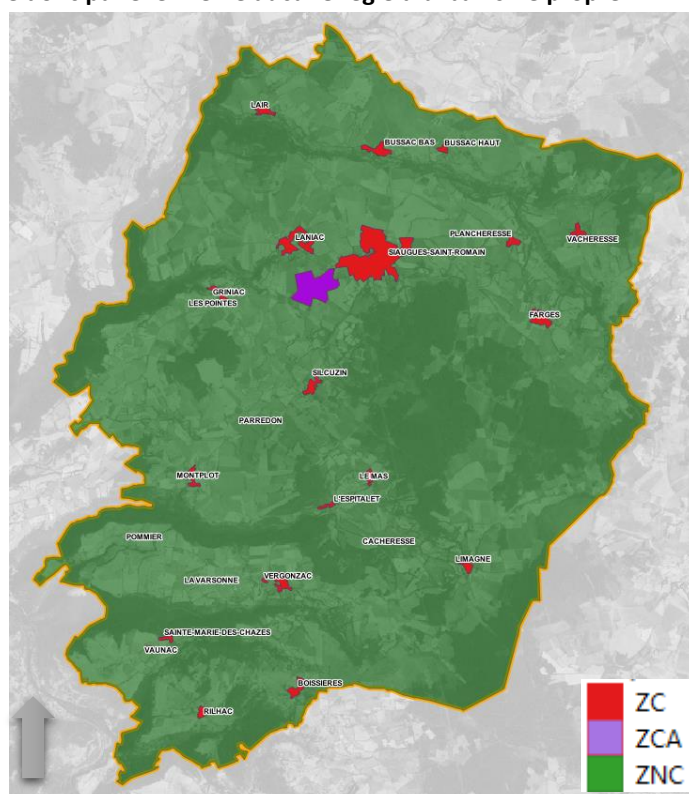 LAIR
BUSSAC BAS
BUSSAC HAUT
PLANCHERESSE
VACHERESSE
LANIAC
SIAUGUES-SAINT-ROMAIN
GRINIAC
LES POINTES
FARGES
SILCUZIN
PARREDON
MONTPLOT
LE MAS
L'ESPITALET
POMMIER
CACHERESSE
LIMAGNE
LA VARSONNE
VERGONZAC
SAINTE-MARIE-DES-CHAZES
VAUNAC
BOISSIERES
RILHAC
ZC
ZCA
ZNC